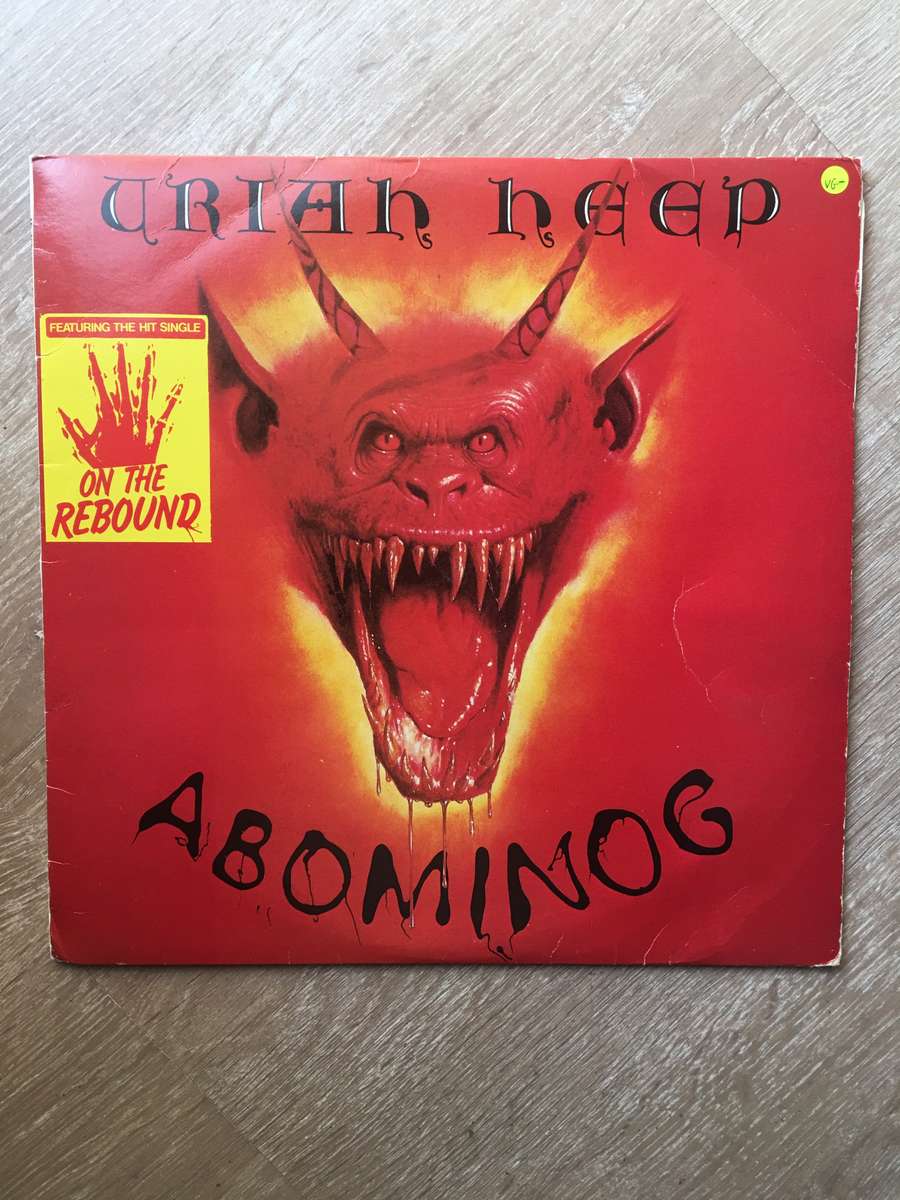 URIAH HEEP
VG-
FEATURING THE HIT SINGLE
ON THE
REBOUND
ABOMINOG